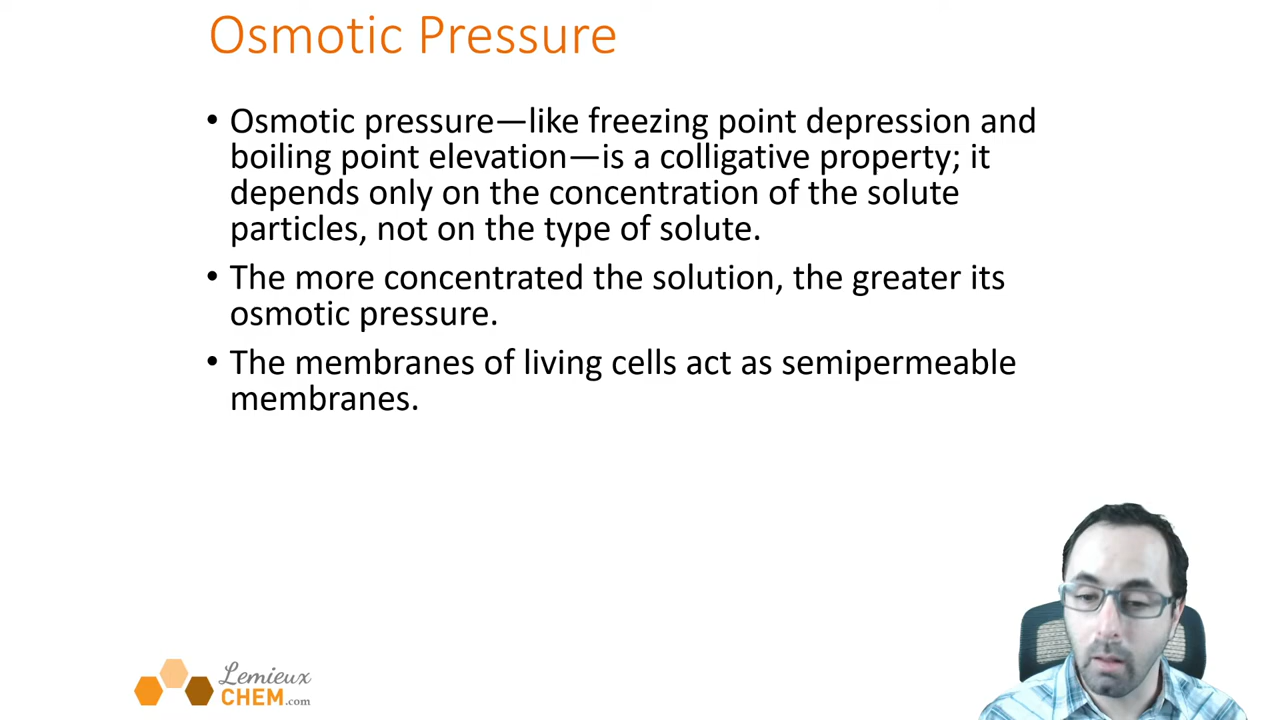 Osmotic Pressure
• Osmotic pressure—like freezing point depression and
boiling point elevation—is a colligative property; it
depends only on the concentration of the solute
particles, not on the type of solute.
• The more concentrated the solution, the greater its
osmotic pressure.
• The membranes of living cells act as semipermeable
membranes.
Lemieux
CHEM.com